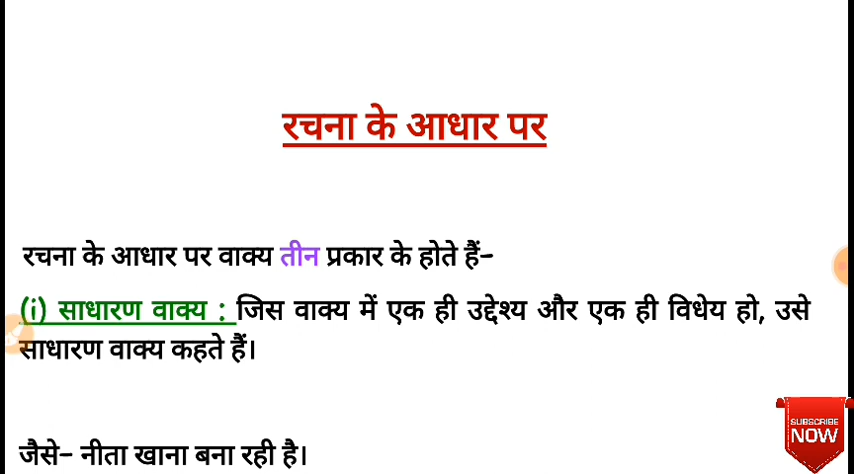 रचना के आधार पर
रचना के आधार पर वाक्य तीन प्रकार के होते हैं-
(i) साधारण वाक्य : जिस वाक्य में एक ही उद्देश्य और एक ही विधेय हो, उसे
साधारण वाक्य कहते हैं।
जैसे- नीता खाना बना रही है।
SUBSCRIBE
NOW